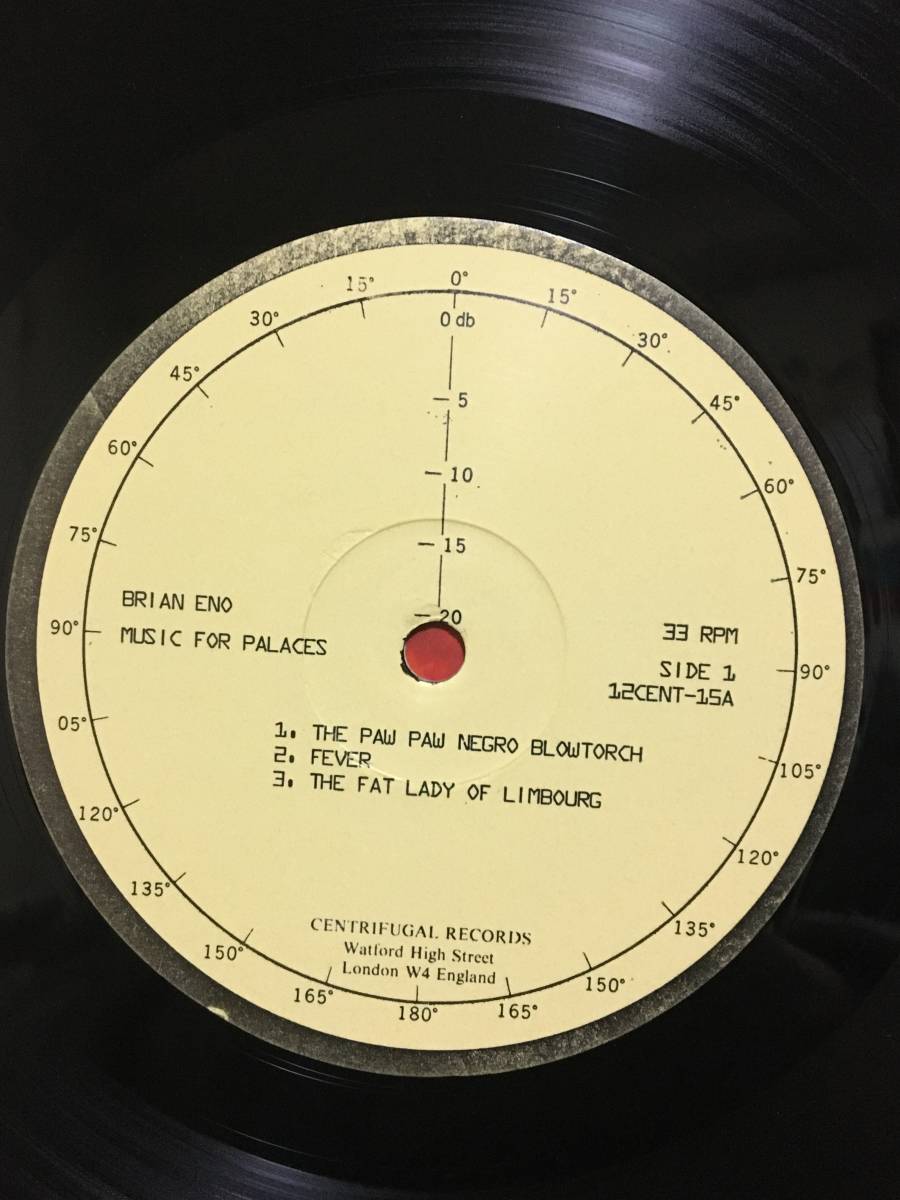 0°
15°
30°
45°
60°
75°
90°
105°
120°
135°
150°
165°
180°
165°
150°
135°
120°
05°
90°
75°
60°
45°
30°
15°
0 db
5
10
15
20
BRIAN ENO
MUSIC FOR PALACES
33 RPM
SIDE 1
12CENT-15A
1. THE PAW PAW NEGRO BLOWTORCH
2. FEVER
3. THE FAT LADY OF LIMBOURG
CENTRIFUGAL RECORDS
Watford High Street
London W4 England